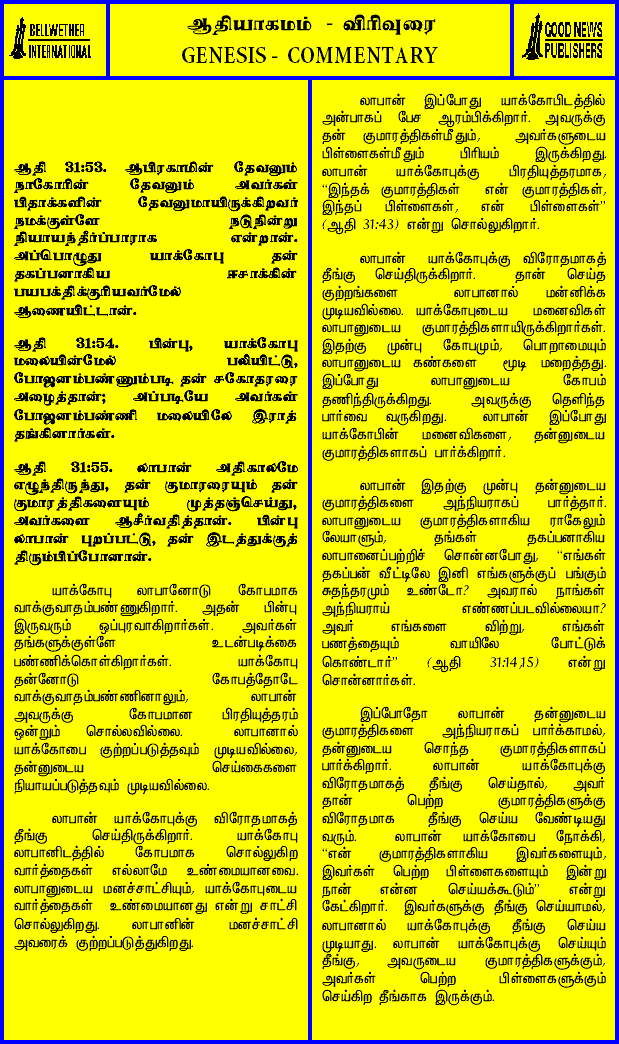 BELLWETHER
INTERNATIONAL
ஆதியாகமம் - விரிவுரை
GENESIS - COMMENTARY
GOOD NEWS
PUBLISHERS
ஆதி 31:53. ஆபிரகாமின் தேவனும்
நாகோரின் தேவனும் அவர்கள்
பிதாக்களின் தேவனுமாயிருக்கிறவர்
நமக்குள்ளே நடுநின்று
நியாயந்தீர்ப்பாராக என்றான்.
அப்பொழுது யாக்கோபு தன்
தகப்பனாகிய ஈசாக்கின்
பயபக்திக்குரியவர்மேல்
ஆணையிட்டான்.
ஆதி 31:54. பின்பு, யாக்கோபு
மலையின்மேல் பலியிட்டு,
போஜனம்பண்ணும்படி தன் சகோதரரை
அழைத்தான்; அப்படியே அவர்கள்
போஜனம்பண்ணி மலையிலே இராத்
தங்கினார்கள்.
ஆதி 31:55. லாபான் அதிகாலமே
எழுந்திருந்து, தன் குமாரரையும் தன்
குமாரத்திகளையும் முத்தஞ்செய்து,
அவர்களை ஆசீர்வதித்தான். பின்பு
லாபான் புறப்பட்டு, தன் இடத்துக்குத்
திரும்பிப்போனான்.
யாக்கோபு லாபானோடு கோபமாக
வாக்குவாதம்பண்ணுகிறார். அதன் பின்பு
இருவரும் ஒப்புரவாகிறார்கள். அவர்கள்
தங்களுக்குள்ளே உடன்படிக்கை
பண்ணிக்கொள்கிறார்கள். யாக்கோபு
தன்னோடு கோபத்தோடே
வாக்குவாதம்பண்ணினாலும், லாபான்
அவருக்கு கோபமான பிரதியுத்தரம்
ஒன்றும் சொல்லவில்லை. லாபானால்
யாக்கோபை குற்றப்படுத்தவும் முடியவில்லை,
தன்னுடைய செய்கைகளை
நியாயப்படுத்தவும் முடியவில்லை.
லாபான் யாக்கோபுக்கு விரோதமாகத்
தீங்கு செய்திருக்கிறார். யாக்கோபு
லாபானிடத்தில் கோபமாக சொல்லுகிற
வார்த்தைகள் எல்லாமே உண்மையானவை.
லாபானுடைய மனச்சாட்சியும், யாக்கோபுடைய
வார்த்தைகள் உண்மையானது என்று சாட்சி
சொல்லுகிறது. லாபானின் மனச்சாட்சி
அவரைக் குற்றப்படுத்துகிறது.
லாபான் இப்போது யாக்கோபிடத்தில்
அன்பாகப் பேச ஆரம்பிக்கிறார். அவருக்கு
தன் குமாரத்திகள்மீதும், அவர்களுடைய
பிள்ளைகள்மீதும் பிரியம் இருக்கிறது.
லாபான் யாக்கோபுக்கு பிரதியுத்தரமாக,
“இந்தக் குமாரத்திகள் என் குமாரத்திகள்,
இந்தப் பிள்ளைகள், என் பிள்ளைகள்”
(ஆதி 31:43) என்று சொல்லுகிறார்.
லாபான் யாக்கோபுக்கு விரோதமாகத்
தீங்கு செய்திருக்கிறார். தான் செய்த
குற்றங்களை லாபானால் மன்னிக்க
முடியவில்லை. யாக்கோபுடைய மனைவிகள்
லாபானுடைய குமாரத்திகளாயிருக்கிறார்கள்.
இதற்கு முன்பு கோபமும், பொறாமையும்
லாபானுடைய கண்களை மூடி மறைத்தது.
இப்போது லாபானுடைய கோபம்
தணிந்திருக்கிறது. அவருக்கு தெளிந்த
பார்வை வருகிறது. லாபான் இப்போது
யாக்கோபின் மனைவிகளை, தன்னுடைய
குமாரத்திகளாகப் பார்க்கிறார்.
லாபான் இதற்கு முன்பு தன்னுடைய
குமாரத்திகளை அந்நியராகப் பார்த்தார்.
லாபானுடைய குமாரத்திகளாகிய ராகேலும்
லேயாளும், தங்கள் தகப்பனாகிய
லாபானைப்பற்றிச் சொன்னபோது, “எங்கள்
தகப்பன் வீட்டிலே இனி எங்களுக்குப் பங்கும்
சுதந்தரமும் உண்டோ? அவரால் நாங்கள்
அந்நியராய் எண்ணப்படவில்லையா?
அவர் எங்களை விற்று, எங்கள்
பணத்தையும் வாயிலே போட்டுக்
கொண்டார்” (ஆதி 31:14,15) என்று
சொன்னார்கள்.
இப்போதோ லாபான் தன்னுடைய
குமாரத்திகளை அந்நியராகப் பார்க்காமல்,
தன்னுடைய சொந்த குமாரத்திகளாகப்
பார்க்கிறார். லாபான் யாக்கோபுக்கு
விரோதமாகத் தீங்கு செய்தால், அவர்
தான் பெற்ற குமாரத்திகளுக்கு
விரோதமாக தீங்கு செய்ய வேண்டியது
வரும். லாபான் யாக்கோபை நோக்கி,
“என் குமாரத்திகளாகிய இவர்களையும்,
இவர்கள் பெற்ற பிள்ளைகளையும் இன்று
நான் என்ன செய்யக்கூடும்” என்று
கேட்கிறார். இவர்களுக்கு தீங்கு செய்யாமல்,
லாபானால் யாக்கோபுக்கு தீங்கு செய்ய
முடியாது. லாபான் யாக்கோபுக்கு செய்யும்
தீங்கு, அவருடைய குமாரத்திகளுக்கும்,
அவர்கள் பெற்ற பிள்ளைகளுக்கும்
செய்கிற தீங்காக இருக்கும்.